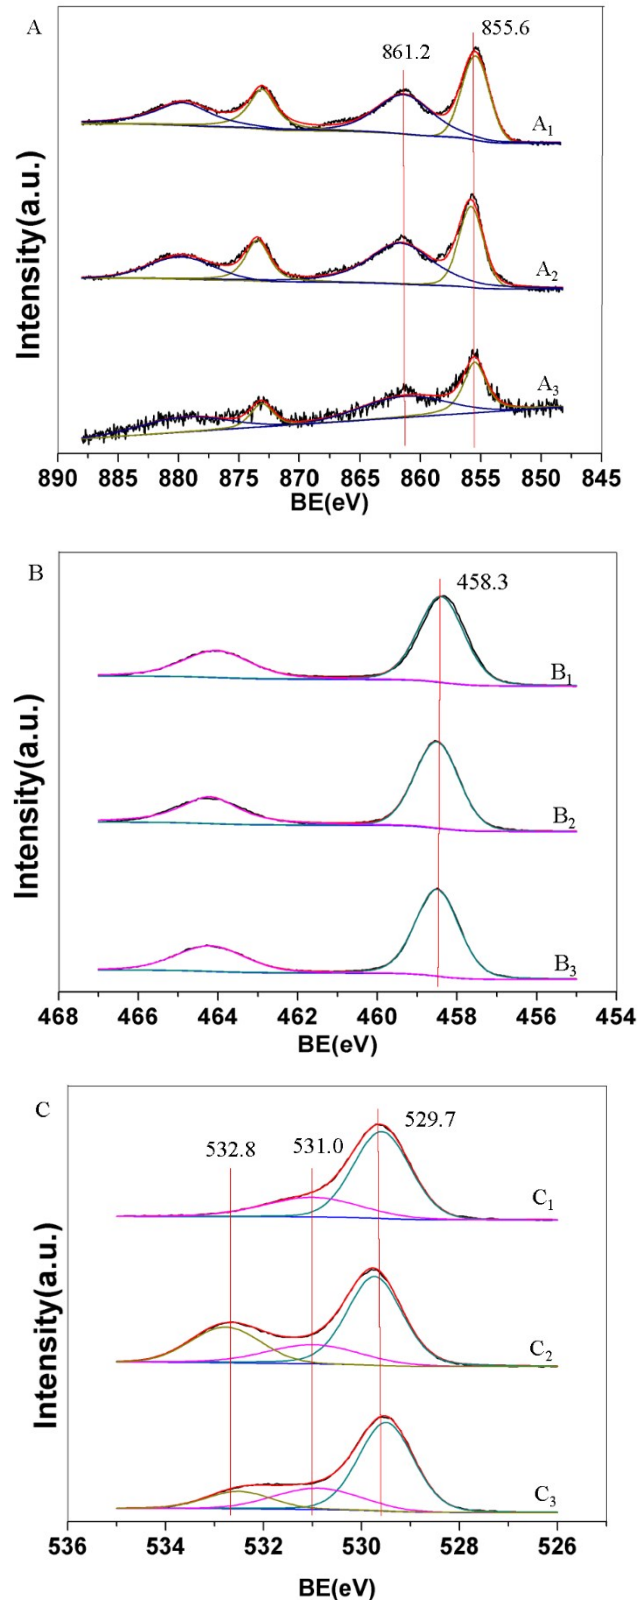 A
855.6
861.2
A1
A2
A3
Intensity(a.u.)
890 885 880 875 870 865 860 855 850 845
BE(eV)
B
458.3
B1
B2
B3
Intensity(a.u.)
468 466 464 462 460 458 456 454
BE(eV)
C
529.7
532.8 531.0
C1
C2
C3
Intensity(a.u.)
536 534 532 530 528 526
BE(eV)